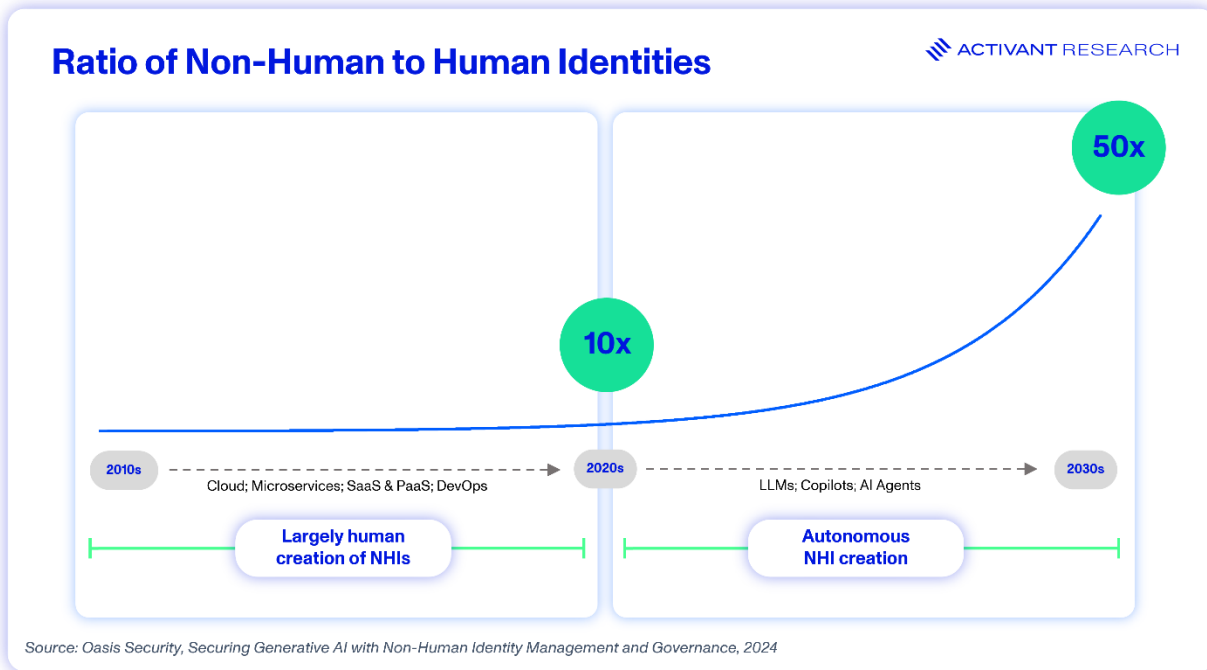 Ratio of Non-Human to Human Identities
ACTIVANT RESEARCH
50x
10x
2010s
2020s
2030s
Cloud; Microservices; SaaS & PaaS; DevOps
LLMs; Copilots; AI Agents
Largely human
creation of NHIs
Autonomous
NHI creation
Source: Oasis Security, Securing Generative AI with Non-Human Identity Management and Governance, 2024